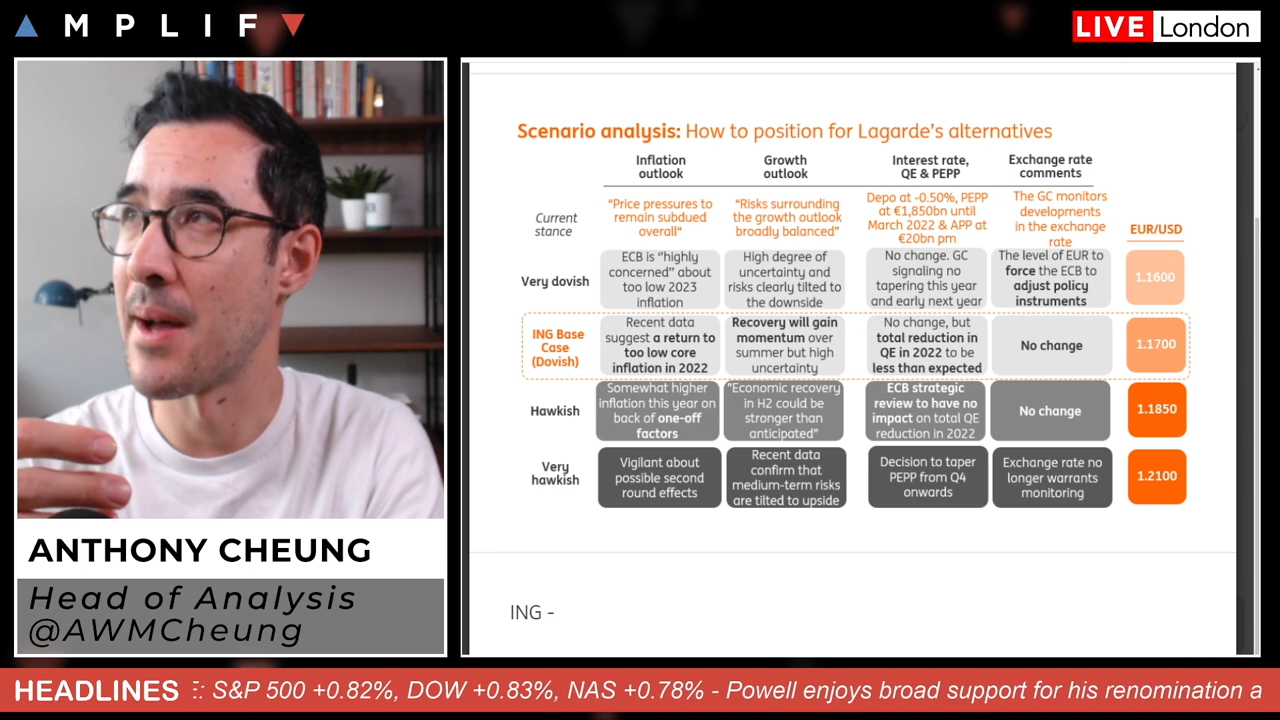 ▲ M P L I F ▼
LIVE London
Scenario analysis: How to position for Lagarde's alternatives
Inflation
outlook
Growth
outlook
Interest rate,
QE & PEPP
Exchange rate
comments
Current
stance
“Price pressures to
remain subdued
overall“
“Risks surrounding
the growth outlook
broadly balanced”
Depo at -0.50%, PEPP
at €1,850bn until
March 2022 & APP at
€20bn pm
The GC monitors
developments
in the exchange
rate
EUR/USD
Very dovish
ECB is “highly
concerned” about
too low 2023
inflation
High degree of
uncertainty and
risks clearly tilted to
the downside
No change. GC
signaling no
tapering this year
and early next year
The level of EUR to
force the ECB to
adjust policy
instruments
1.1600
ING Base
Case
(Dovish)
Recent data
suggest a return to
too low core
inflation in 2022
Recovery will gain
momentum over
summer but high
uncertainty
No change, but
total reduction in
QE in 2022 to be
less than expected
No change
1.1700
Hawkish
Somewhat higher
inflation this year on
back of one-off
factors
"Economic recovery
in H2 could be
stronger than
anticipated”
ECB strategic
review to have no
impact on total QE
reduction in 2022
No change
1.1850
Very
hawkish
Vigilant about
possible second
round effects
Recent data
confirm that
medium-term risks
are tilted to upside
Decision to taper
PEPP from Q4
onwards
Exchange rate no
longer warrants
monitoring
1.2100
ING -
ANTHONY CHEUNG
Head of Analysis
@AWMCheung
HEADLINES : S&P 500 +0.82%, DOW +0.83%, NAS +0.78% - Powell enjoys broad support for his renomination a